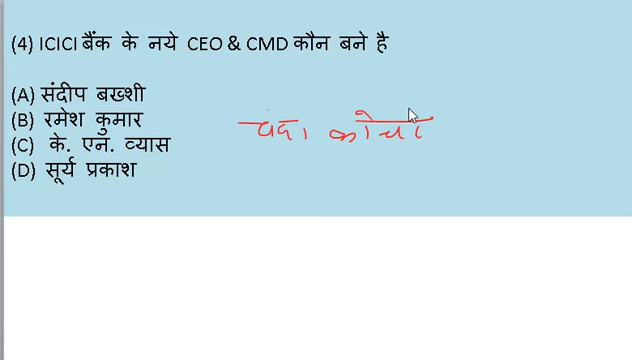 (4) ICICI बैंक के नये CEO & CMD कौन बने है
(A) संदीप बख्शी
(B) रमेश कुमार
चंदा कोचर
(C) के. एन. व्यास
(D) सूर्य प्रकाश